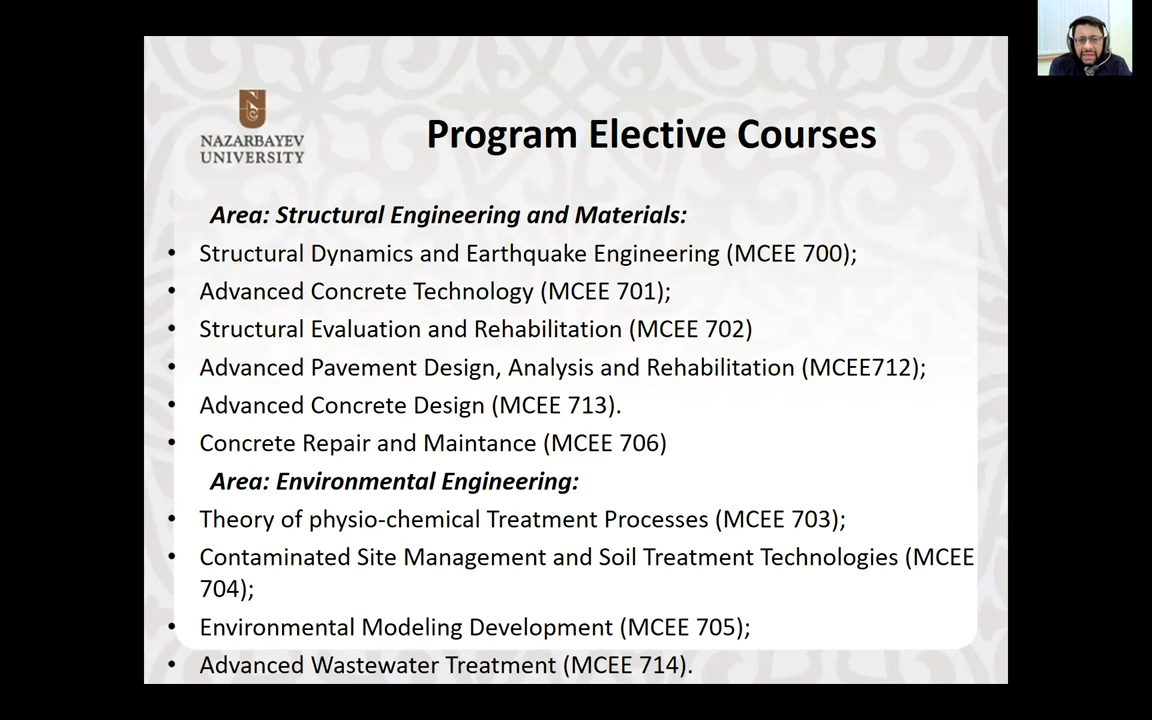 NAZARBAYEV
UNIVERSITY
Program Elective Courses
Area: Structural Engineering and Materials:
• Structural Dynamics and Earthquake Engineering (MCEE 700);
• Advanced Concrete Technology (MCEE 701);
• Structural Evaluation and Rehabilitation (MCEE 702)
• Advanced Pavement Design, Analysis and Rehabilitation (MCEE712);
• Advanced Concrete Design (MCEE 713).
• Concrete Repair and Maintance (MCEE 706)
Area: Environmental Engineering:
• Theory of physio-chemical Treatment Processes (MCEE 703);
• Contaminated Site Management and Soil Treatment Technologies (MCEE
704);
• Environmental Modeling Development (MCEE 705);
• Advanced Wastewater Treatment (MCEE 714).